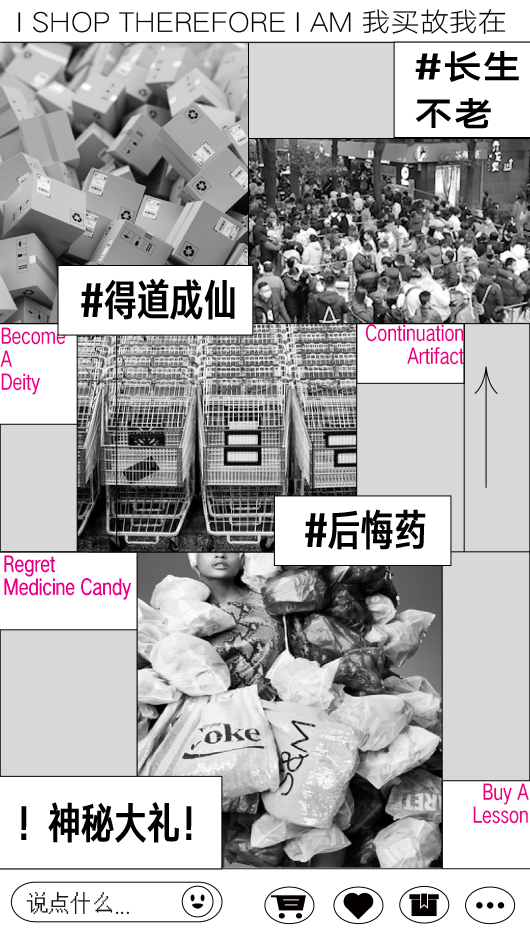 I SHOP THEREFORE I AM 我买故我在
#长生
不老
#得道成仙
Become
A
Deity
Continuation
Artifact
#后悔药
Regret
Medicine Candy
oke
S&M
！神秘大礼！
Buy A
Lesson
说点什么...